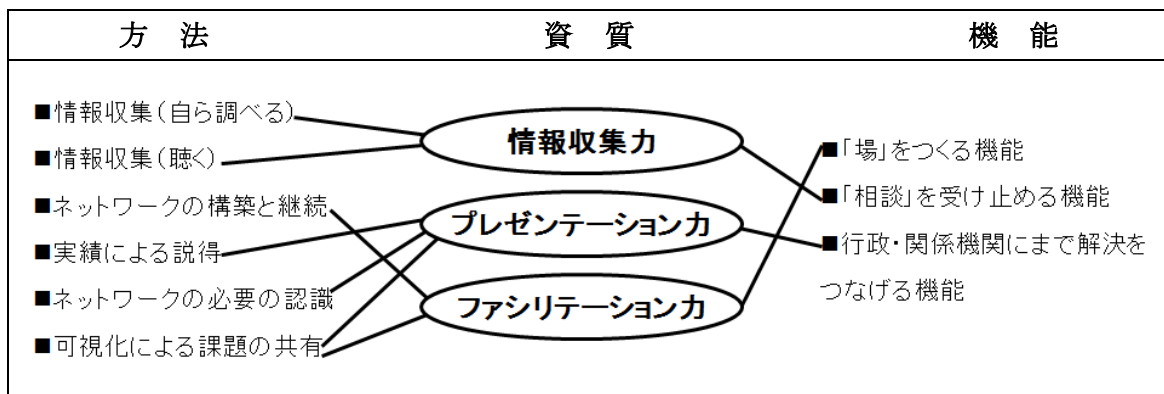 方 法
資 質
機 能
■情報収集(自ら調べる)
■情報収集(聴く)
■ネットワークの構築と継続
■実績による説得
■ネットワークの必要の認識
■可視化による課題の共有
情報収集力
プレゼンテーション力
ファシリテーション力
■「場」をつくる機能
■「相談」を受け止める機能
■行政・関係機関にまで解決を
つなげる機能